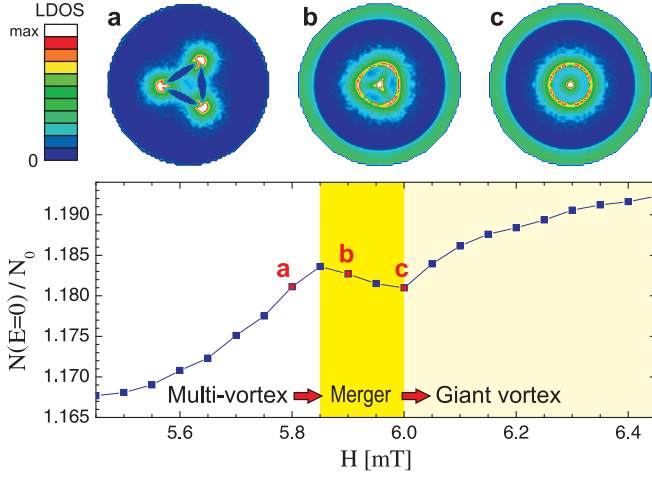 LDOS
max
0
a
b
c
N(E=0) / N₀
1.190
1.185
1.180
1.175
1.170
1.165
a
b
c
Multi-vortex
Merger
Giant vortex
5.6
5.8
6.0
6.2
6.4
H [mT]